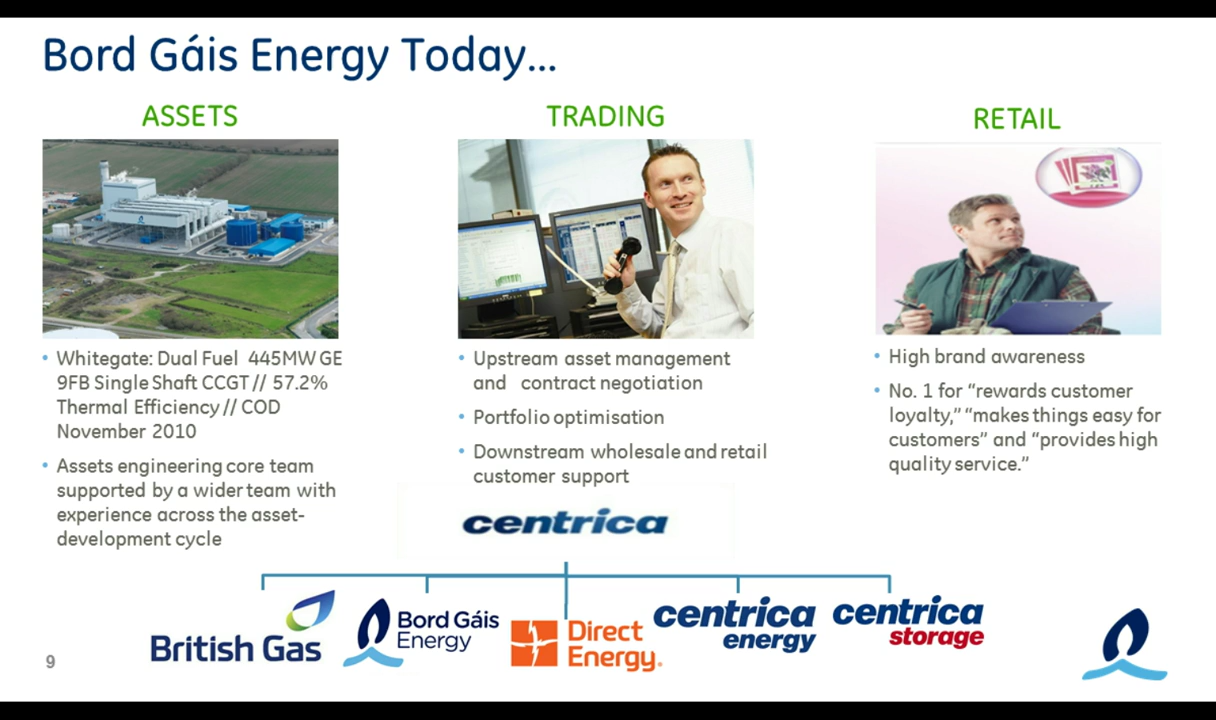 Bord Gáis Energy Today...
ASSETS
• Whitegate: Dual Fuel 445MW GE
9FB Single Shaft CCGT // 57.2%
Thermal Efficiency // COD
November 2010
• Assets engineering core team
supported by a wider team with
experience across the asset-
development cycle
TRADING
• Upstream asset management
and contract negotiation
• Portfolio optimisation
• Downstream wholesale and retail
customer support
RETAIL
• High brand awareness
• No. 1 for “rewards customer
loyalty,” “makes things easy for
customers” and “provides high
quality service.”
centrica
British Gas
Bord Gáis
Energy
Direct
Energy.
centrica
energy
centrica
storage
9